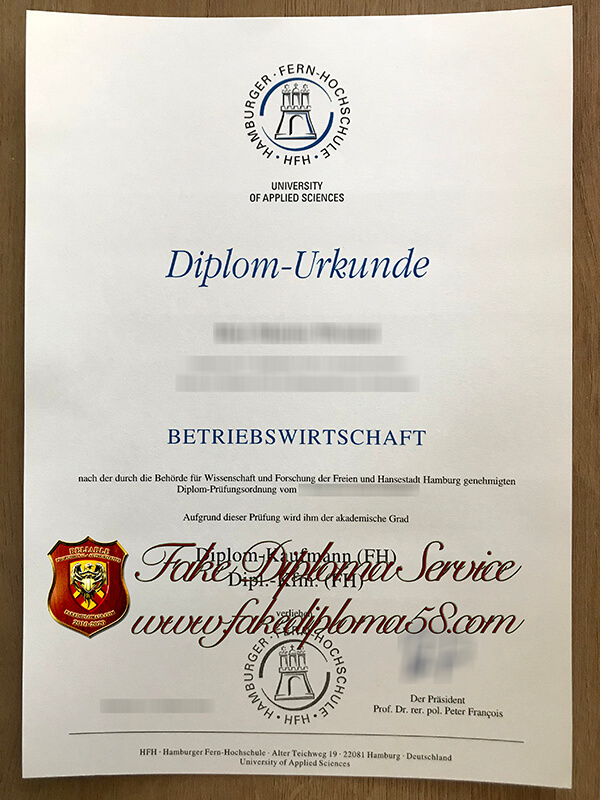 HAMBURGER · FERN-HOCHSCHULE · HFH ·
UNIVERSITY
OF APPLIED SCIENCES
Diplom-Urkunde
BETRIEBSWIRTSCHAFT
nach der durch die Behörde für Wissenschaft und Forschung der Freien und Hansestadt Hamburg genehmigten
Diplom-Prüfungsordnung vom
Aufgrund dieser Prüfung wird ihm der akademische Grad
Diplom-Kaufmann (FH)
Dipl.-Kfm. (FH)
RELIABLE
Fake Diploma Service
verliehen
www.fakediploma58.com
2010-2020
HAMBURGER · FERN-HOCHSCHULE · HFH ·
Der Präsident
Prof. Dr. rer. pol. Peter François
HFH · Hamburger Fern-Hochschule · Alter Teichweg 19 · 22081 Hamburg · Deutschland
University of Applied Sciences